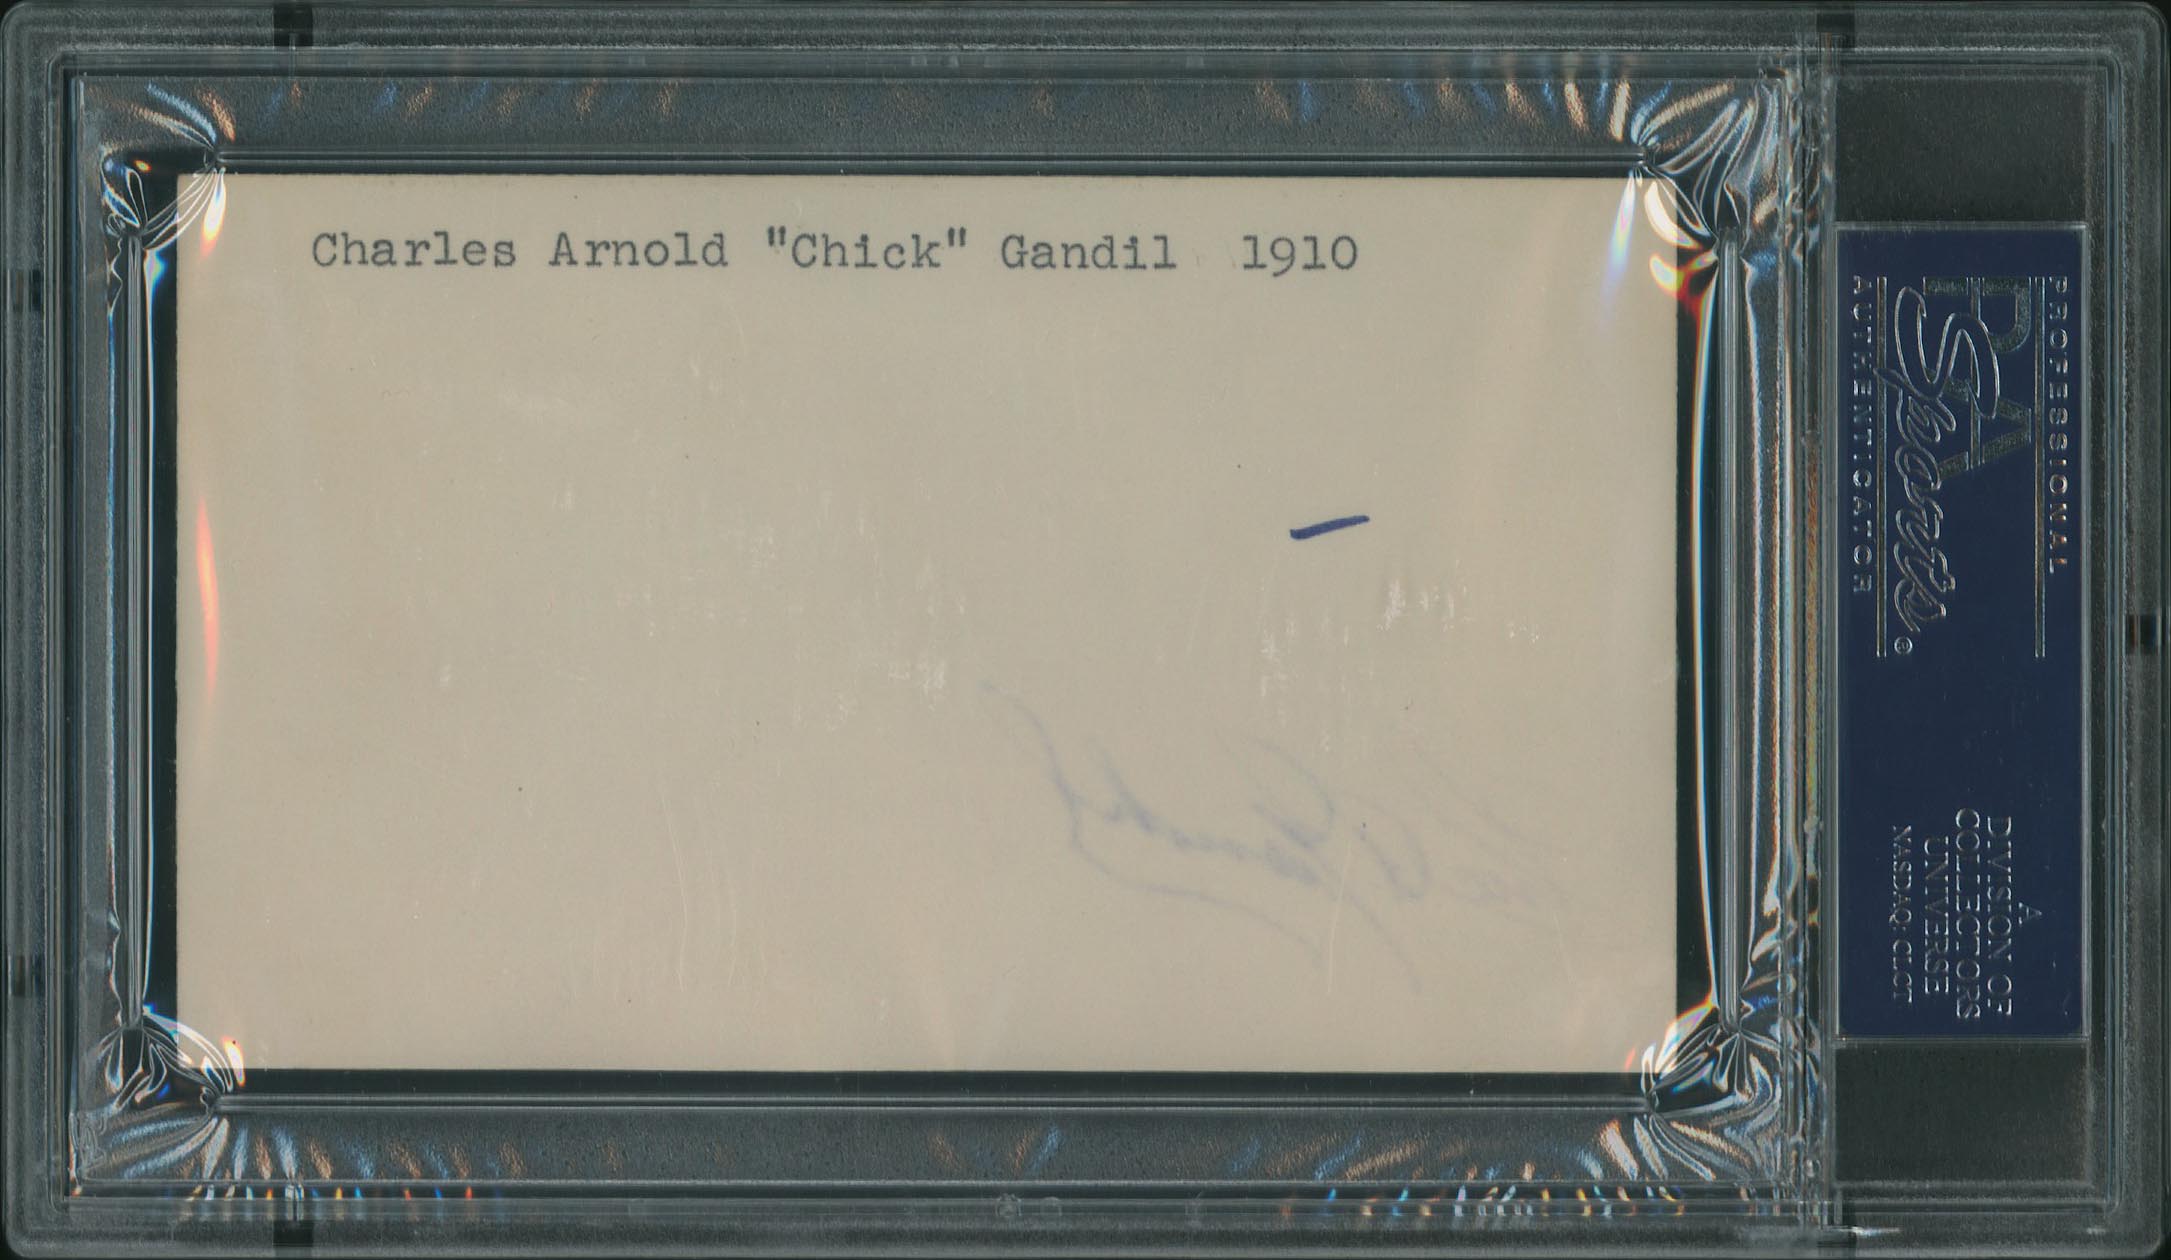 Charles Arnold "Chick" Gandil 1910
PROFESSIONAL
PSA
Sports®
AUTHENTICATOR
A
DIVISION OF
COLLECTORS
UNIVERSE
NASDAQ: CLCT